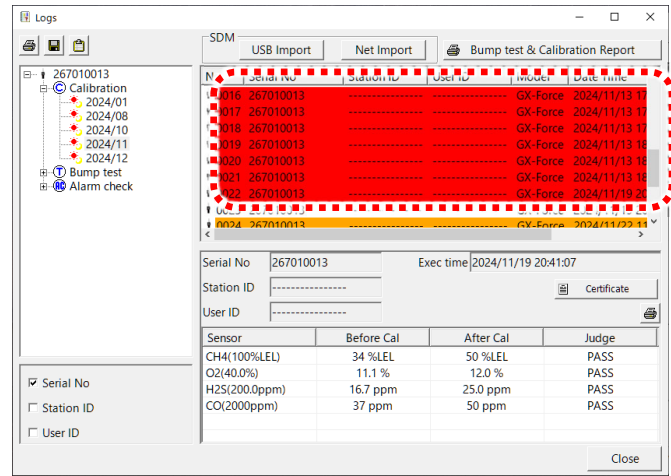 Logs
SDM
USB Import
Net Import
Bump test & Calibration Report
267010013
Calibration
2024/01
2024/08
2024/10
2024/11
2024/12
Bump test
Alarm check
Serial No Station ID User ID Model Date Time
0016 267010013 --------------- --------------- GX-Force 2024/11/13 17
0017 267010013 --------------- --------------- GX-Force 2024/11/13 17
0018 267010013 --------------- --------------- GX-Force 2024/11/13 17
0019 267010013 --------------- --------------- GX-Force 2024/11/13 18
0020 267010013 --------------- --------------- GX-Force 2024/11/13 18
0021 267010013 --------------- --------------- GX-Force 2024/11/13 18
0022 267010013 --------------- --------------- GX-Force 2024/11/19 20
0024 267010013 --------------- --------------- GX-Force 2024/11/22 11
Serial No 267010013 Exec time 2024/11/19 20:41:07
Station ID ---------------
Certificate
User ID ---------------
Sensor Before Cal After Cal Judge
CH4(100%LEL) 34 %LEL 50 %LEL PASS
O2(40.0%) 11.1 % 12.0 % PASS
H2S(200.0ppm) 16.7 ppm 25.0 ppm PASS
CO(2000ppm) 37 ppm 50 ppm PASS
Serial No
Station ID
User ID
Close